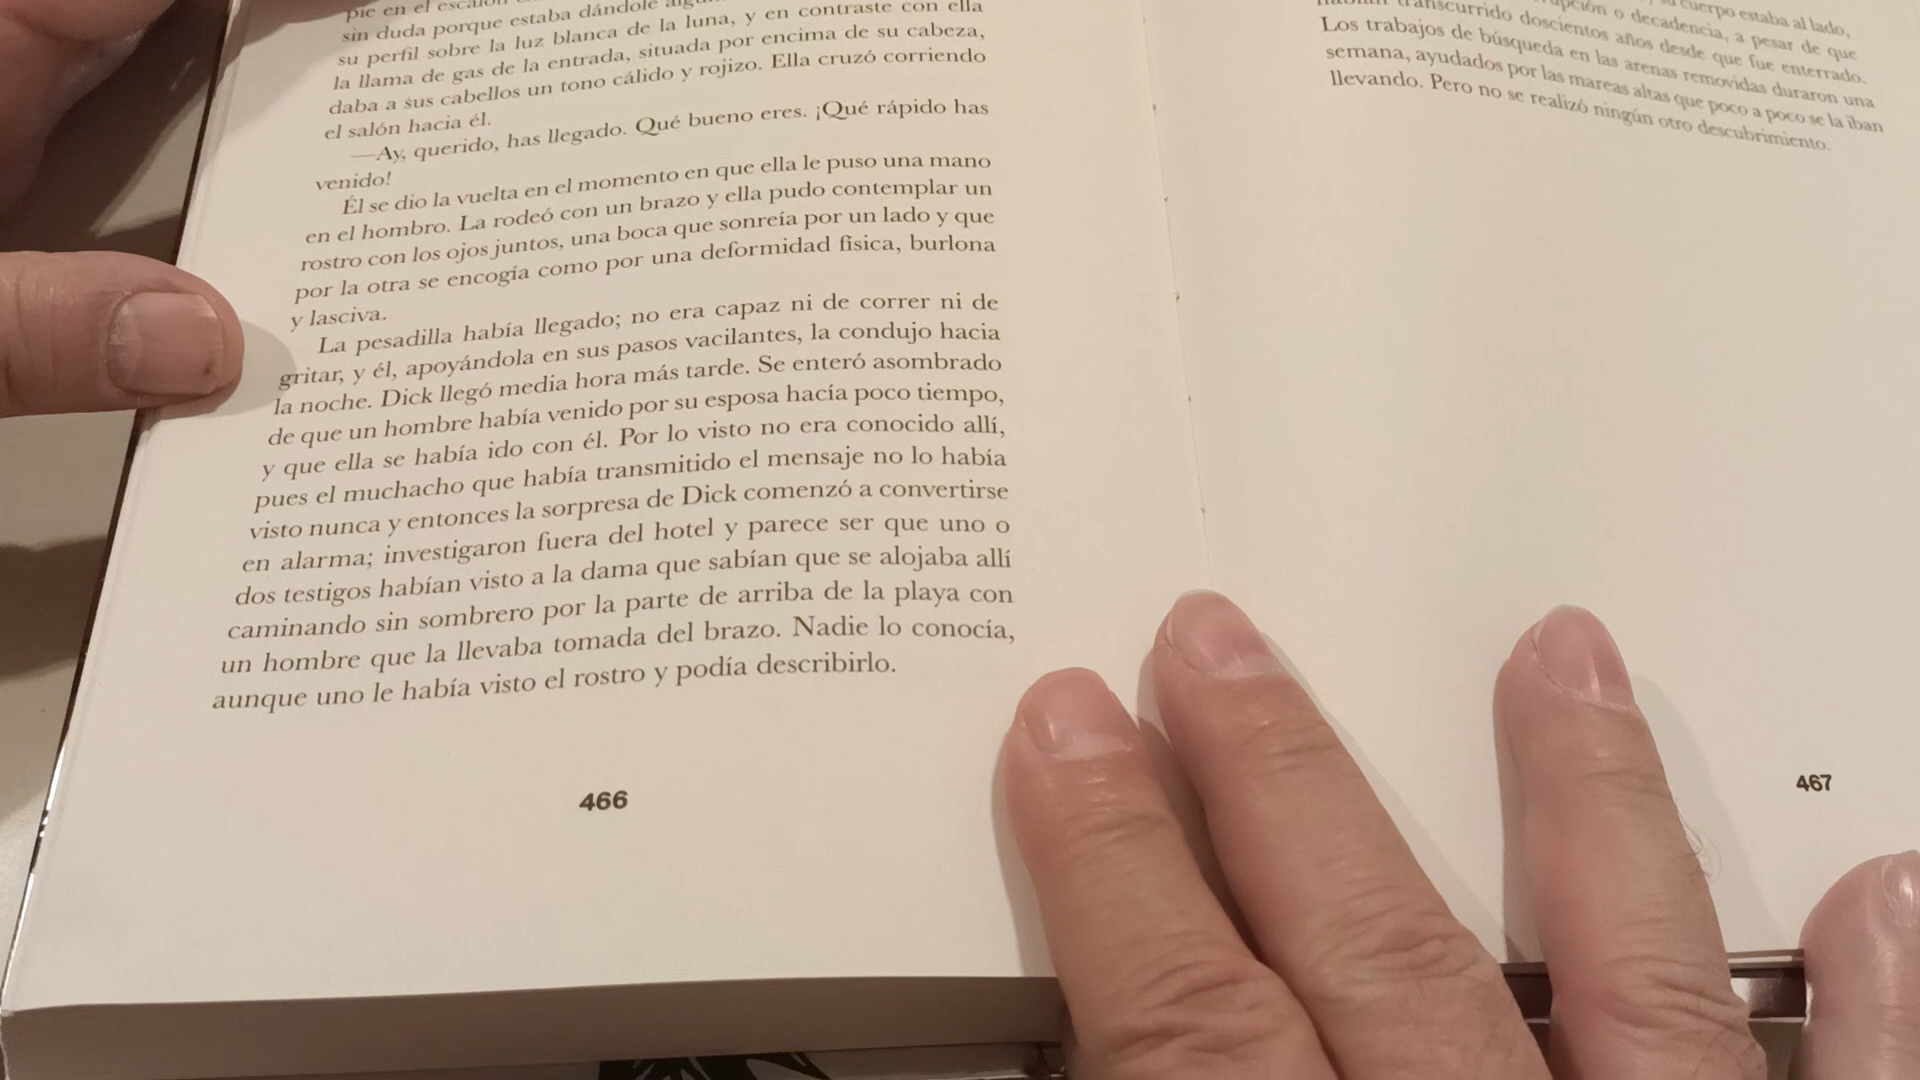 pie en el escalón
sin duda porque estaba dándole
su perfil sobre la luz blanca de la luna, y en contraste con ella
la llama de gas de la entrada, situada por encima de su cabeza,
daba a sus cabellos un tono cálido y rojizo. Ella cruzó corriendo
el salón hacia él.
—Ay, querido, has llegado. Qué bueno eres. ¡Qué rápido has
venido!
Él se dio la vuelta en el momento en que ella le puso una mano
en el hombro. La rodeó con un brazo y ella pudo contemplar un
rostro con los ojos juntos, una boca que sonreía por un lado y que
por la otra se encogía como por una deformidad física, burlona
y lasciva.
La pesadilla había llegado; no era capaz ni de correr ni de
gritar, y él, apoyándola en sus pasos vacilantes, la condujo hacia
la noche. Dick llegó media hora más tarde. Se enteró asombrado
de que un hombre había venido por su esposa hacía poco tiempo,
y que ella se había ido con él. Por lo visto no era conocido allí,
pues el muchacho que había transmitido el mensaje no lo había
visto nunca y entonces la sorpresa de Dick comenzó a convertirse
en alarma; investigaron fuera del hotel y parece ser que uno o
dos testigos habían visto a la dama que sabían que se alojaba allí
caminando sin sombrero por la parte de arriba de la playa con
un hombre que la llevaba tomada del brazo. Nadie lo conocía,
aunque uno le había visto el rostro y podía describirlo.
466
cuerpo estaba al lado,
o decadencia, a pesar de que
transcurrido doscientos años desde que fue enterrado.
Los trabajos de búsqueda en las arenas removidas duraron una
semana, ayudados por las mareas altas que poco a poco se la iban
llevando. Pero no se realizó ningún otro descubrimiento.
467